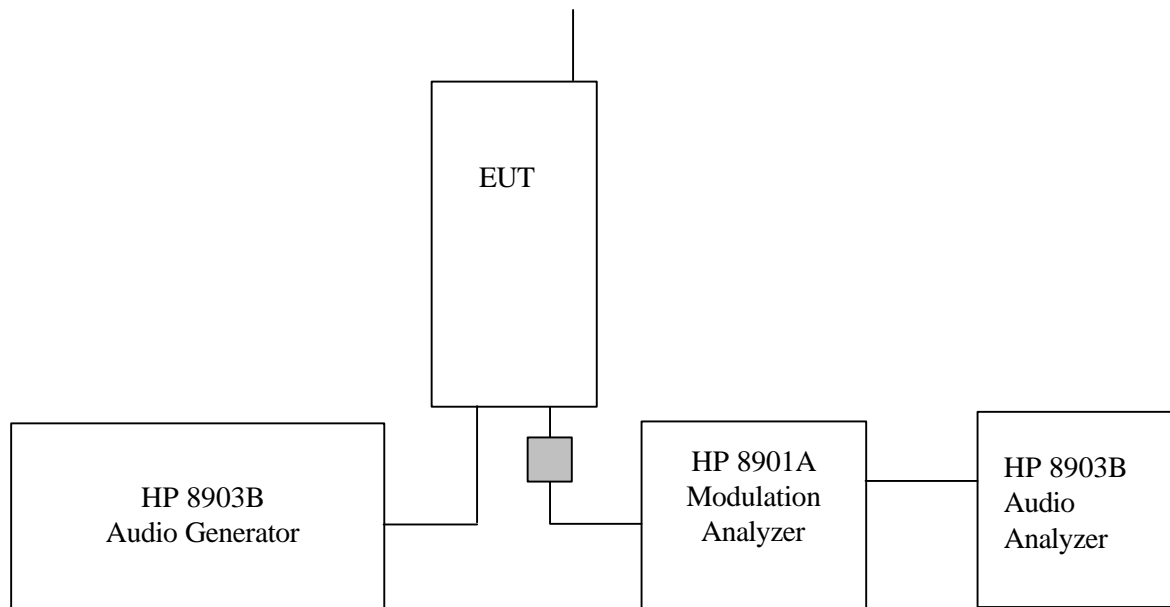 EUT
HP 8903B
Audio Generator
HP 8901A
Modulation
Analyzer
HP 8903B
Audio
Analyzer